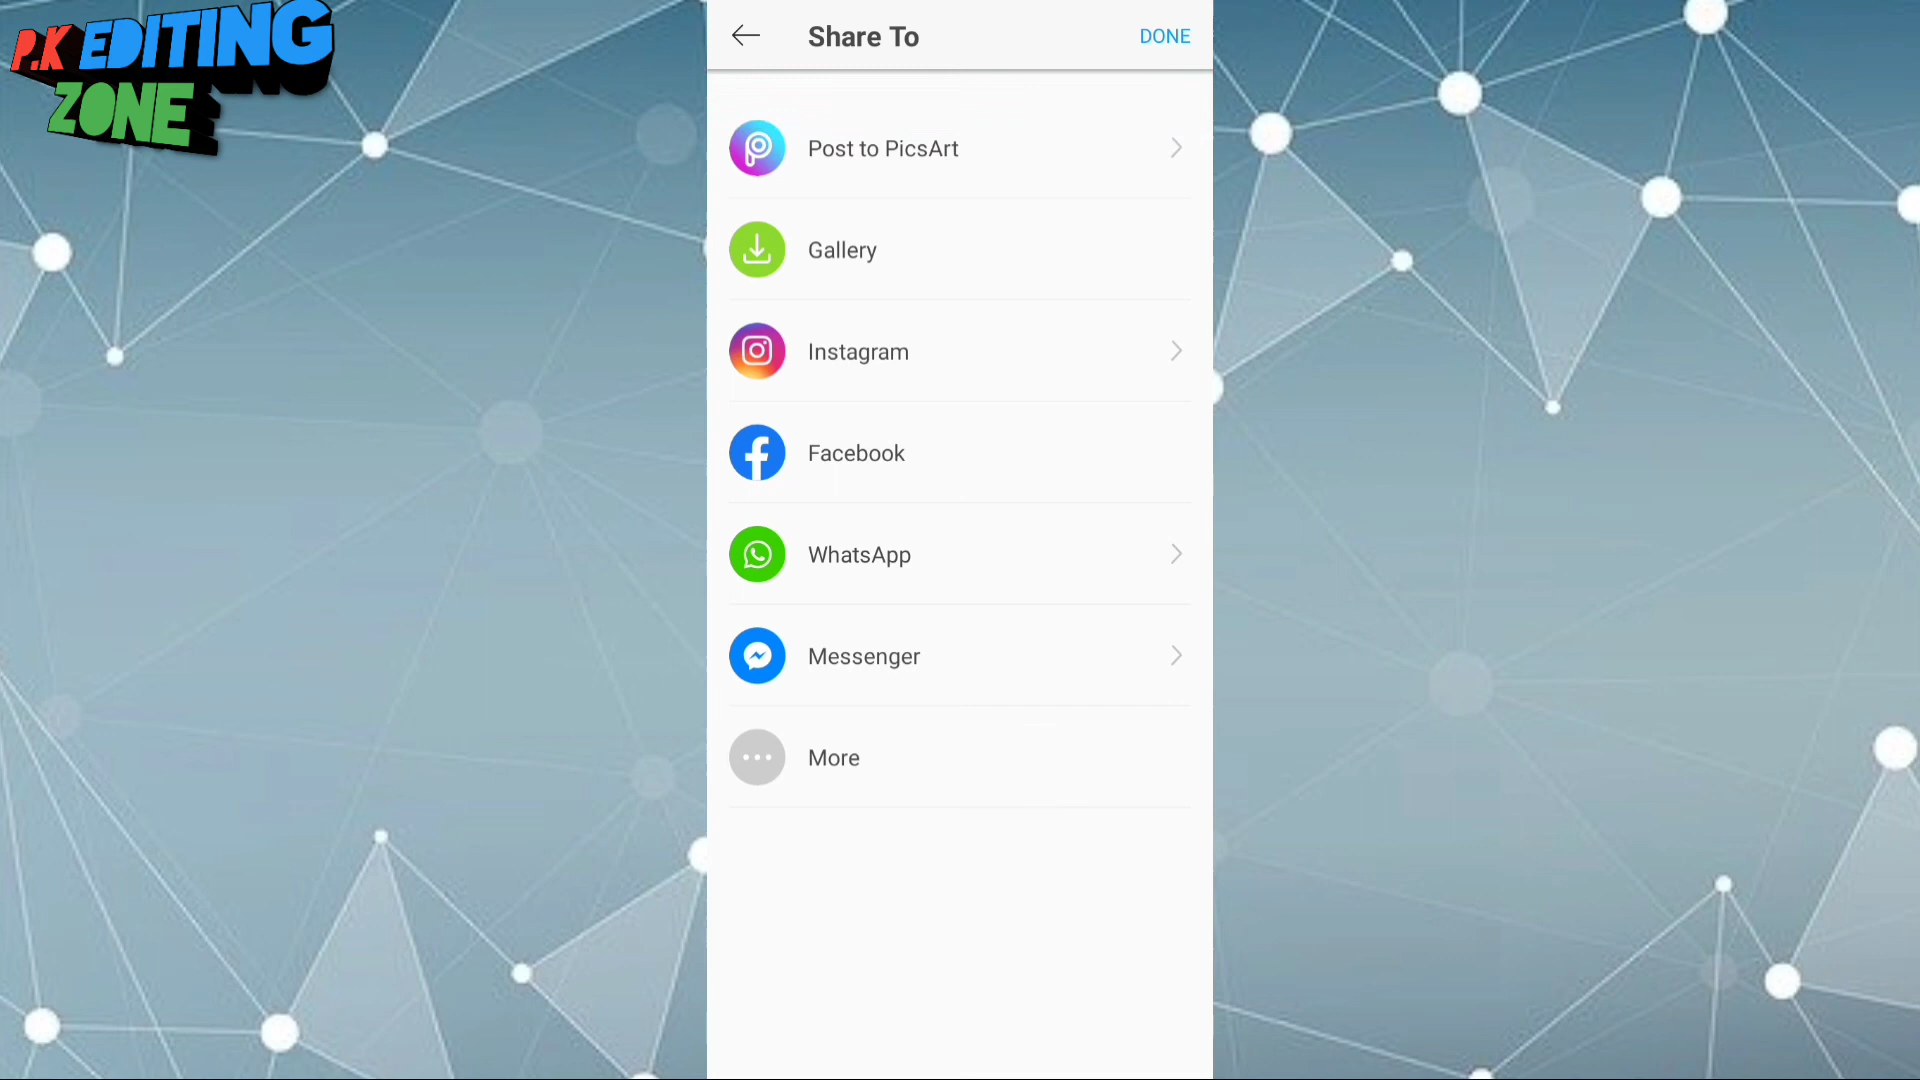 P.K EDITING
ZONE
Share To
DONE
Post to PicsArt
Gallery
Instagram
Facebook
WhatsApp
Messenger
More